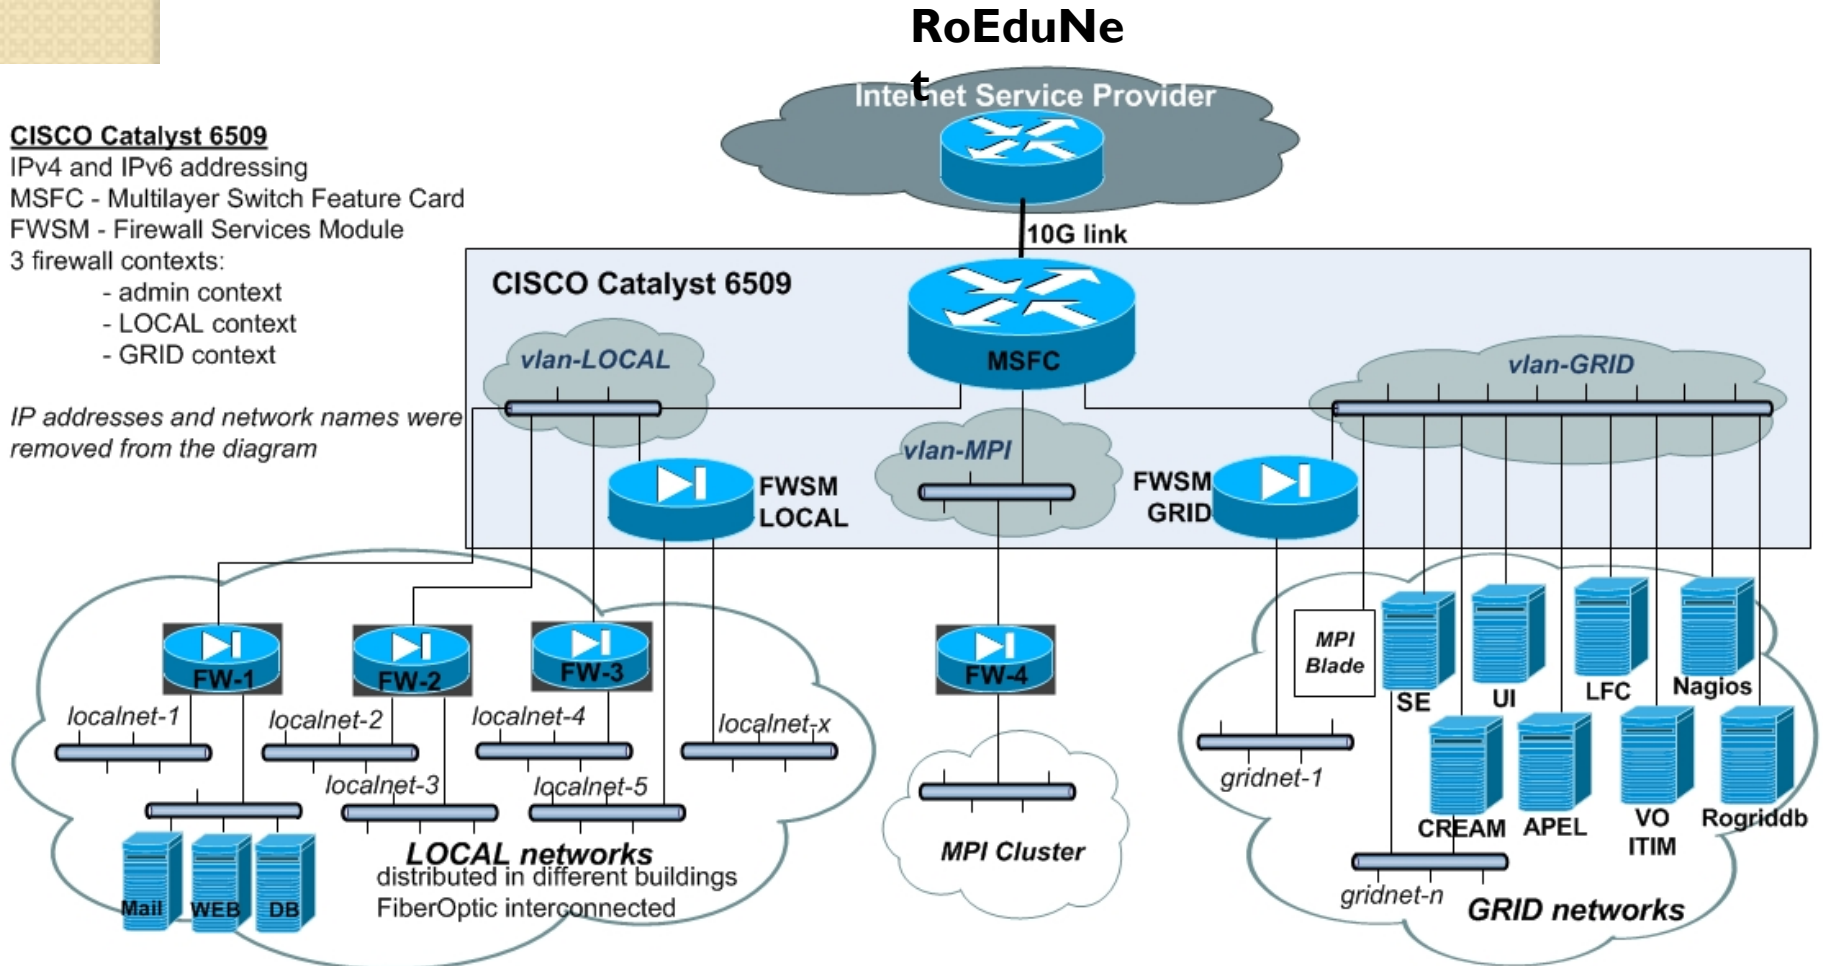 RoEduNe
t
Internet Service Provider
CISCO Catalyst 6509
IPv4 and IPv6 addressing
MSFC - Multilayer Switch Feature Card
FWSM - Firewall Services Module
3 firewall contexts:
- admin context
- LOCAL context
- GRID context
IP addresses and network names were
removed from the diagram
10G link
CISCO Catalyst 6509
MSFC
vlan-LOCAL
vlan-GRID
vlan-MPI
FWSM
LOCAL
FWSM
GRID
FW-1
FW-2
FW-3
FW-4
localnet-1
localnet-2
localnet-4
localnet-x
localnet-3
localnet-5
Mail
WEB
DB
LOCAL networks
distributed in different buildings
FiberOptic interconnected
MPI Cluster
MPI
Blade
SE
UI
LFC
Nagios
gridnet-1
CREAM
APEL
VO
ITIM
Rogriddb
gridnet-n
GRID networks